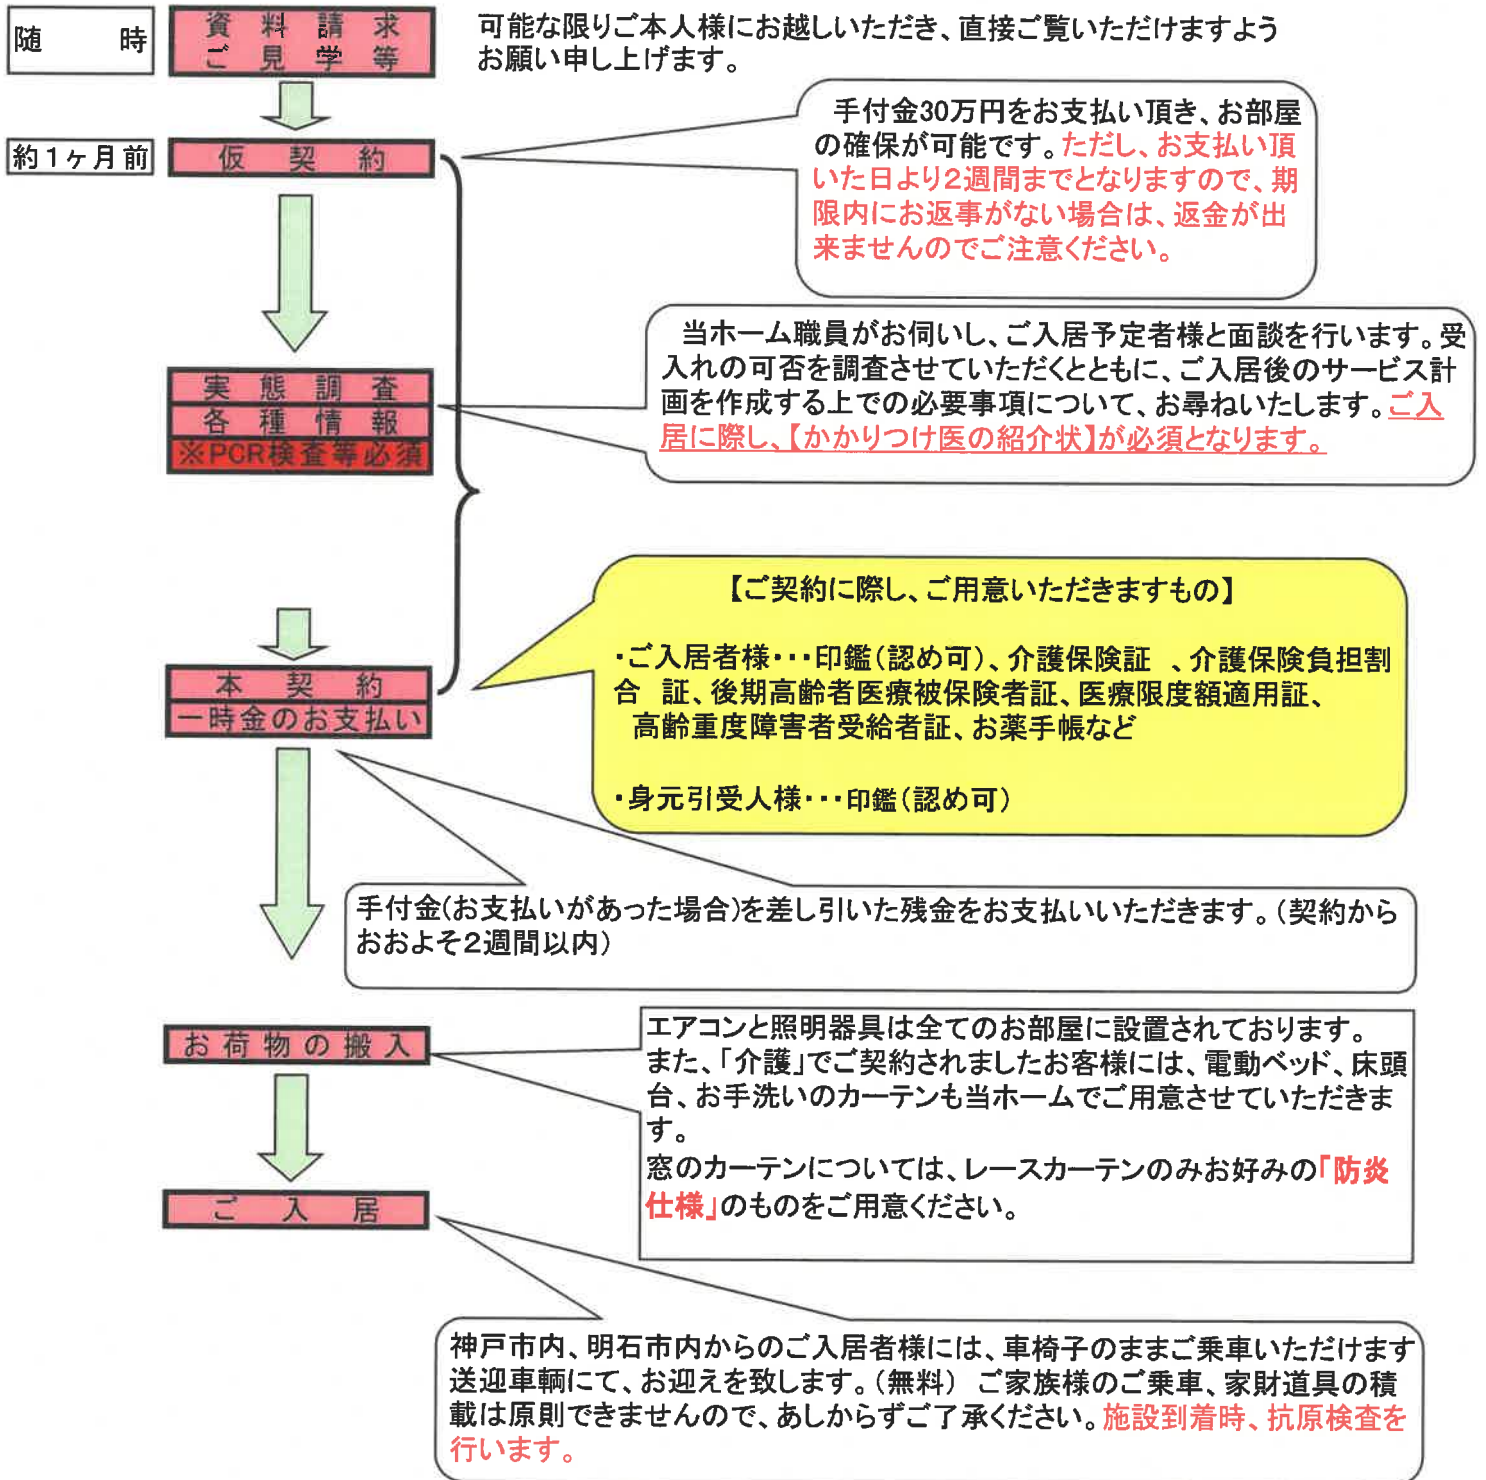 随　時
資料請求
ご見学等
可能な限りご本人様にお越しいただき、直接ご覧いただけますよう
お願い申し上げます。
約1ヶ月前
仮契約
手付金30万円をお支払い頂き、お部屋
の確保が可能です。ただし、お支払い頂
いた日より2週間までとなりますので、期
限内にお返事がない場合は、返金が出
来ませんのでご注意ください。
実態調査
各種情報
※PCR検査等必須
当ホーム職員がお伺いし、ご入居予定者様と面談を行います。受
入れの可否を調査させていただくとともに、ご入居後のサービス計
画を作成する上での必要事項について、お尋ねいたします。ご入
居に際し、【かかりつけ医の紹介状】が必須となります。
本契約
一時金のお支払い
【ご契約に際し、ご用意いただきますもの】
・ご入居者様・・・印鑑（認め可）、介護保険証 、介護保険負担割
合 証、後期高齢者医療被保険者証、医療限度額適用証、
高齢重度障害者受給者証、お薬手帳など
・身元引受人様・・・印鑑（認め可）
手付金(お支払いがあった場合)を差し引いた残金をお支払いいただきます。（契約から
おおよそ2週間以内）
お荷物の搬入
エアコンと照明器具は全てのお部屋に設置されております。
また、「介護」でご契約されましたお客様には、電動ベッド、床頭
台、お手洗いのカーテンも当ホームでご用意させていただきま
す。
窓のカーテンについては、レースカーテンのみお好みの「防炎
仕様」のものをご用意ください。
ご入居
神戸市内、明石市内からのご入居者様には、車椅子のままご乗車いただけます
送迎車輌にて、お迎えを致します。（無料） ご家族様のご乗車、家財道具の積
載は原則できませんので、あしからずご了承ください。施設到着時、抗原検査を
行います。